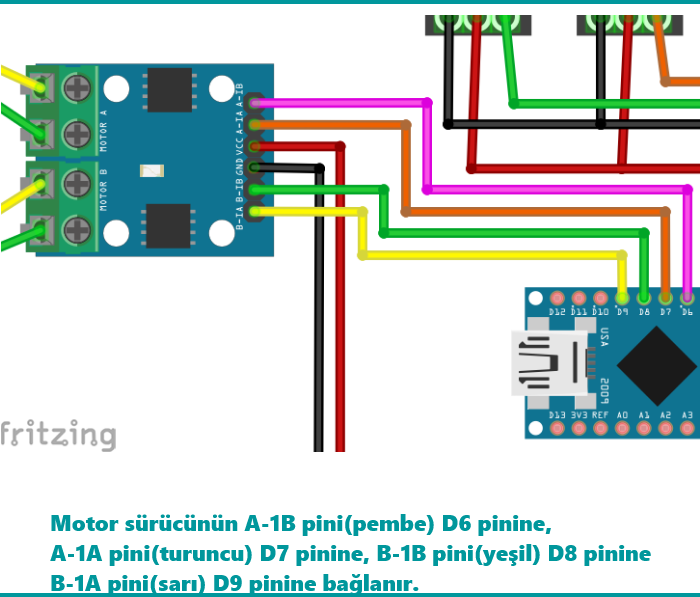 MOTOR A
MOTOR B
A-IB
A-IA
VCC
GND
B-IB
B-IA
D12 D11 D10 D9 D8 D7 D6
USA
D13 3V3 REF A0 A1 A2 A3
fritzing
Motor sürücünün A-1B pini(pembe) D6 pinine,
A-1A pini(turuncu) D7 pinine, B-1B pini(yeşil) D8 pinine
B-1A pini(sarı) D9 pinine bağlanır.